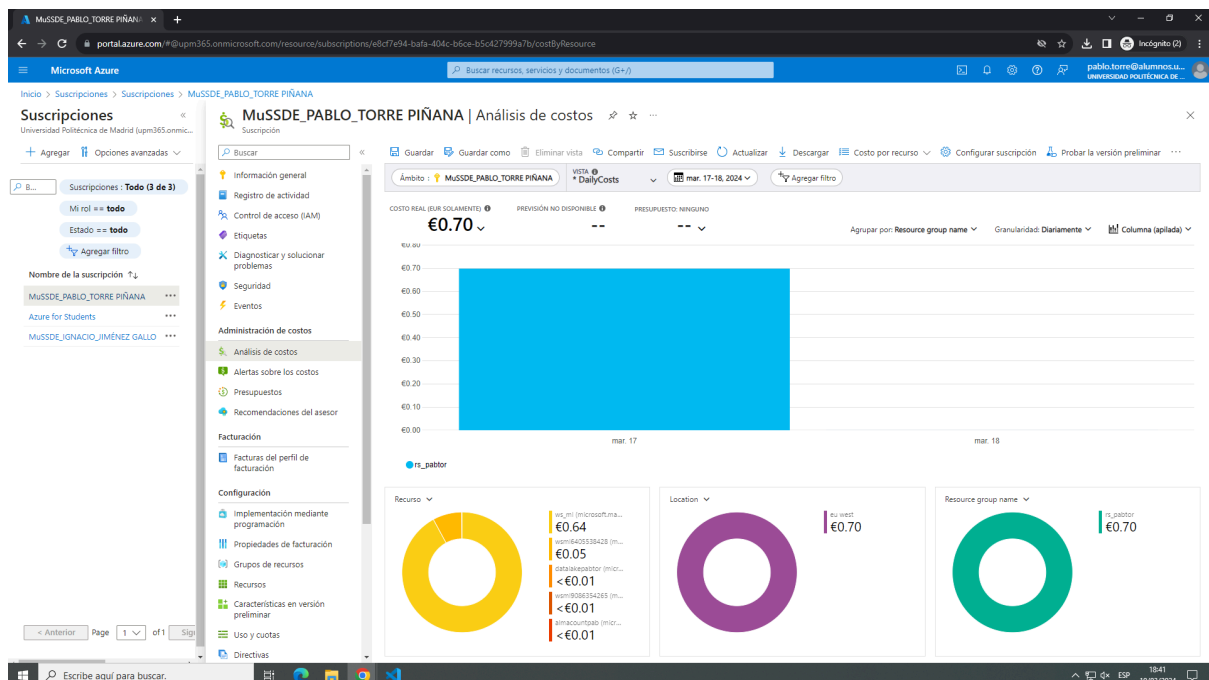 MuSSDE_PABLO_TORRE PIÑANA
portal.azure.com/#@upm365.onmicrosoft.com/resource/subscriptions/e8cf7e94-bafa-404c-b6ce-b5c427999a7b/costByResource
Incógnito (2)
Microsoft Azure
Buscar recursos, servicios y documentos (G+/)
pablo.torre@alumnos.u...
UNIVERSIDAD POLITÉCNICA DE ...
Inicio > Suscripciones > Suscripciones > MuSSDE_PABLO_TORRE PIÑANA
Suscripciones
«
Universidad Politécnica de Madrid (upm365.onmic...
+ Agregar
Opciones avanzadas
B...
Suscripciones : Todo (3 de 3)
Mi rol == todo
Estado == todo
Agregar filtro
Nombre de la suscripción ↑↓
MuSSDE_PABLO_TORRE PIÑANA ...
Azure for Students ...
MuSSDE_IGNACIO_JIMÉNEZ GALLO ...
< Anterior Page 1 of 1 Sigu
MuSSDE_PABLO_TORRE PIÑANA | Análisis de costos ...
Suscripción
Buscar
«
Información general
Registro de actividad
Control de acceso (IAM)
Etiquetas
Diagnosticar y solucionar
problemas
Seguridad
Eventos
Administración de costos
Análisis de costos
Alertas sobre los costos
Presupuestos
Recomendaciones del asesor
Facturación
Facturas del perfil de
facturación
Configuración
Implementación mediante
programación
Propiedades de facturación
Grupos de recursos
Recursos
Características en versión
preliminar
Uso y cuotas
Directivas
Guardar Guardar como Eliminar vista Compartir Suscribirse Actualizar Descargar Costo por recurso Configurar suscripción Probar la versión preliminar ...
Ámbito : MuSSDE_PABLO_TORRE PIÑANA
VISTA
* DailyCosts
mar. 17-18, 2024
Agregar filtro
COSTO REAL (EUR SOLAMENTE)
€0.70
PREVISIÓN NO DISPONIBLE
--
PRESUPUESTO: NINGUNO
--
Agrupar por: Resource group name
Granularidad: Diariamente
Columna (apilada)
€0.80
€0.70
€0.60
€0.50
€0.40
€0.30
€0.20
€0.10
€0.00
mar. 17
mar. 18
rs_pabtor
Recurso
ws_ml (microsoft.ma...
€0.64
wsml6405538428 (m...
€0.05
datalakepabtor (micr...
<€0.01
wsml9086354265 (m...
<€0.01
almacountpab (micr...
<€0.01
Location
eu west
€0.70
Resource group name
rs_pabtor
€0.70
Escribe aquí para buscar.
ESP
18:41